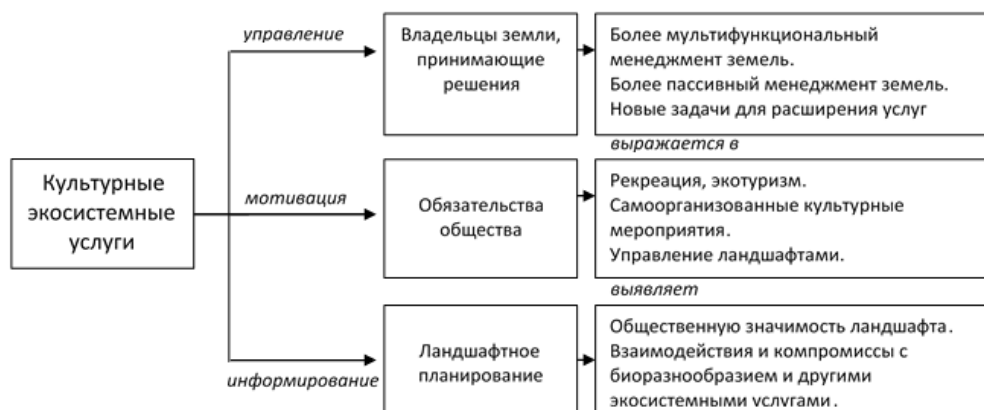 управление
Владельцы земли,
принимающие
решения
Более мультифункциональный
менеджмент земель.
Более пассивный менеджмент земель.
Новые задачи для расширения услуг
выражается в
Культурные
экосистемные
услуги
мотивация
Обязательства
общества
Рекреация, экотуризм.
Самоорганизованные культурные
мероприятия.
Управление ландшафтами.
выявляет
информирование
Ландшафтное
планирование
Общественную значимость ландшафта.
Взаимодействия и компромиссы с
биоразнообразием и другими
экосистемными услугами.